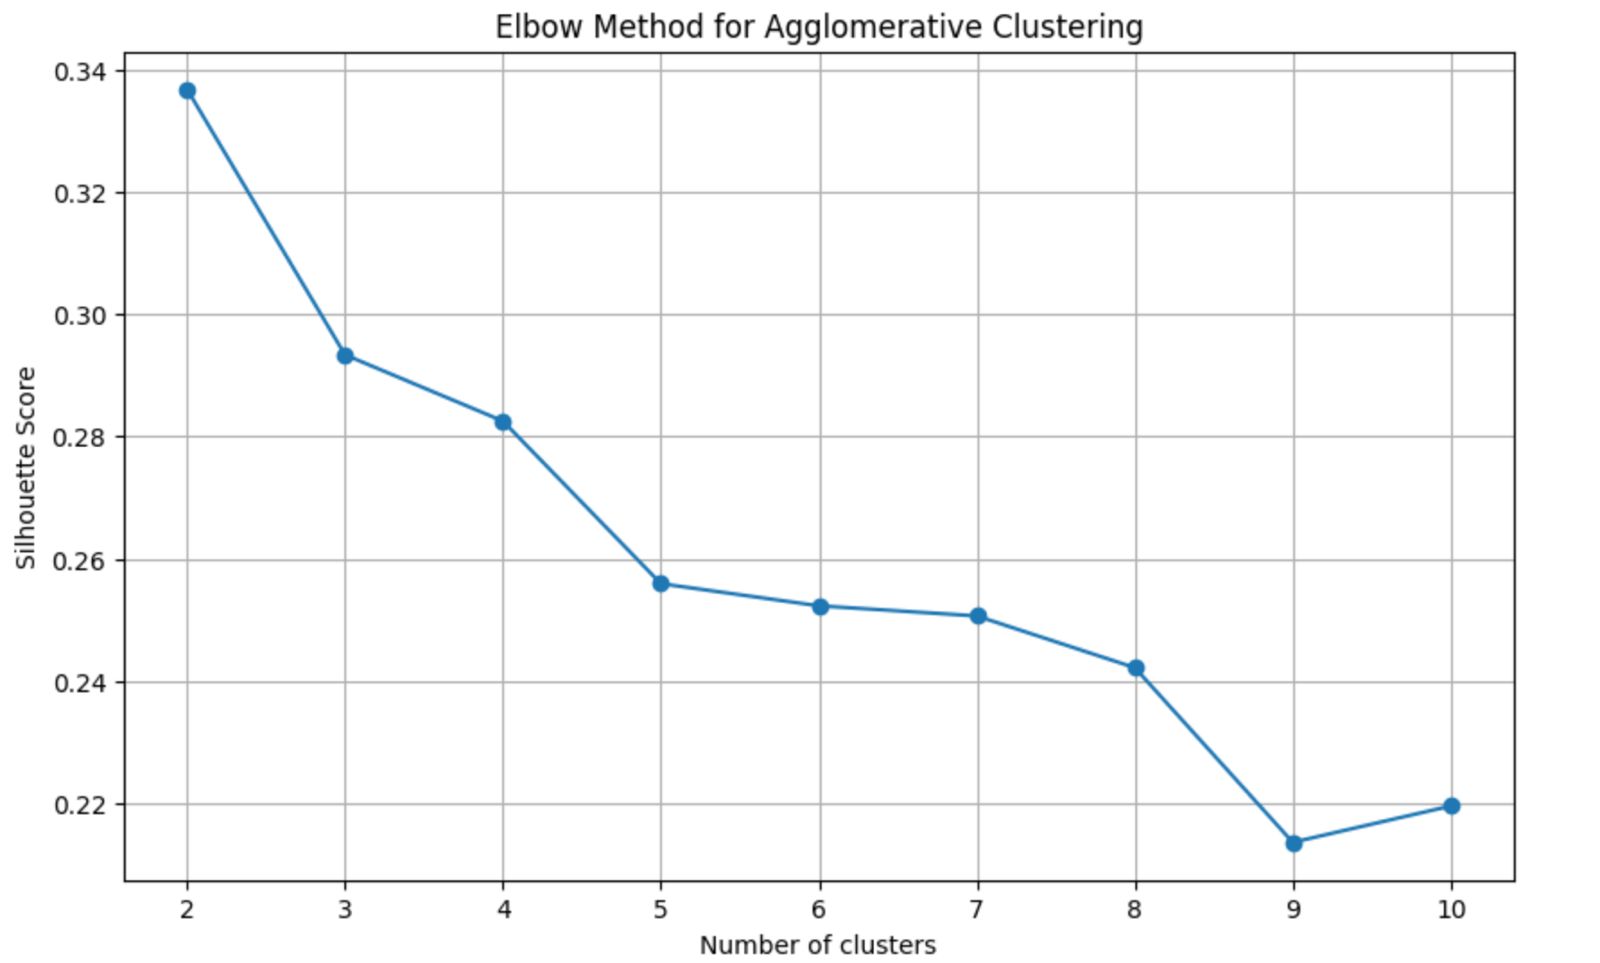 Elbow Method for Agglomerative Clustering
0.34
0.32
0.30
0.28
0.26
0.24
0.22
Silhouette Score
2 3 4 5 6 7 8 9 10
Number of clusters